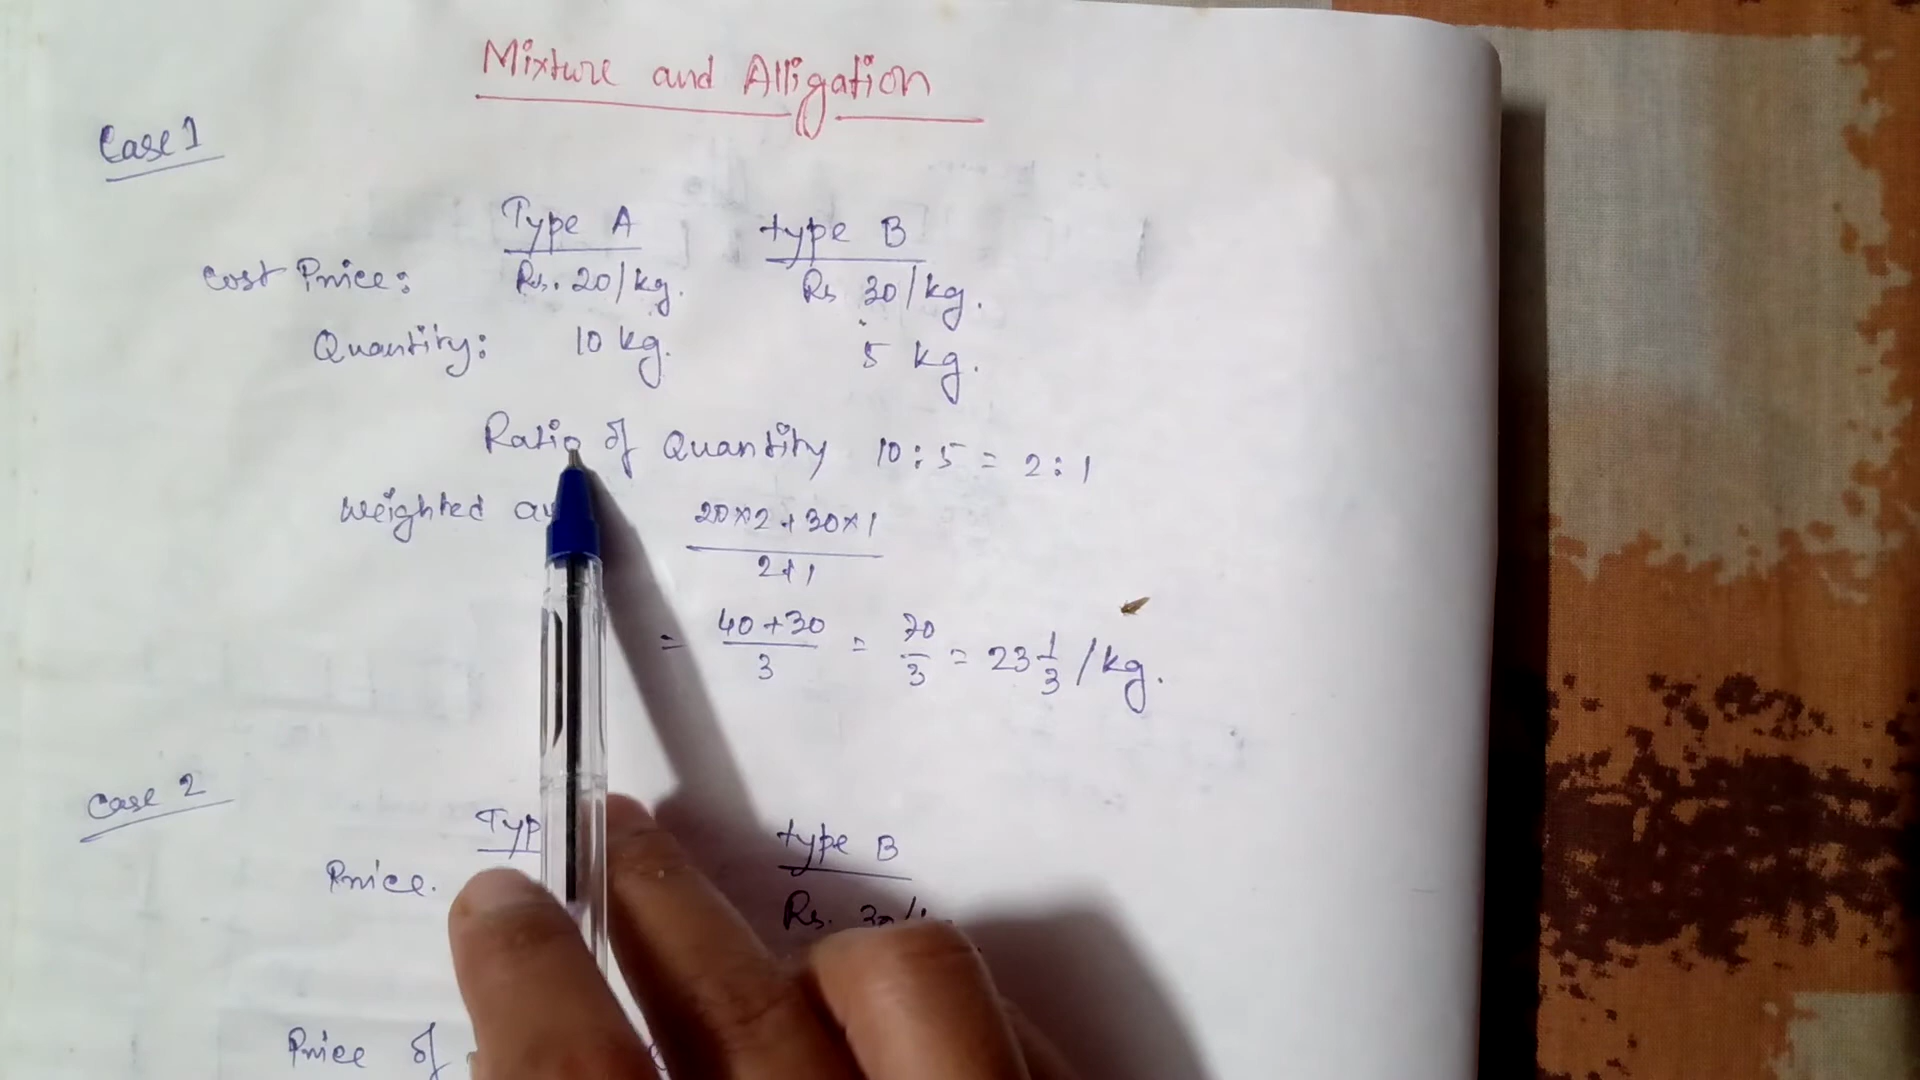 Mixture and Alligation
Case 1
Type A type B
Cost Price: Rs. 20/kg. Rs 30/kg.
Quantity: 10 kg. 5 kg.
Ratio of Quantity 10:5 = 2:1
Weighted 20×2+30×1
2+1
= 40+30 = 70 = 23 1/3 /kg.
3 3
Case 2
type B
Price. Rs.
Price of